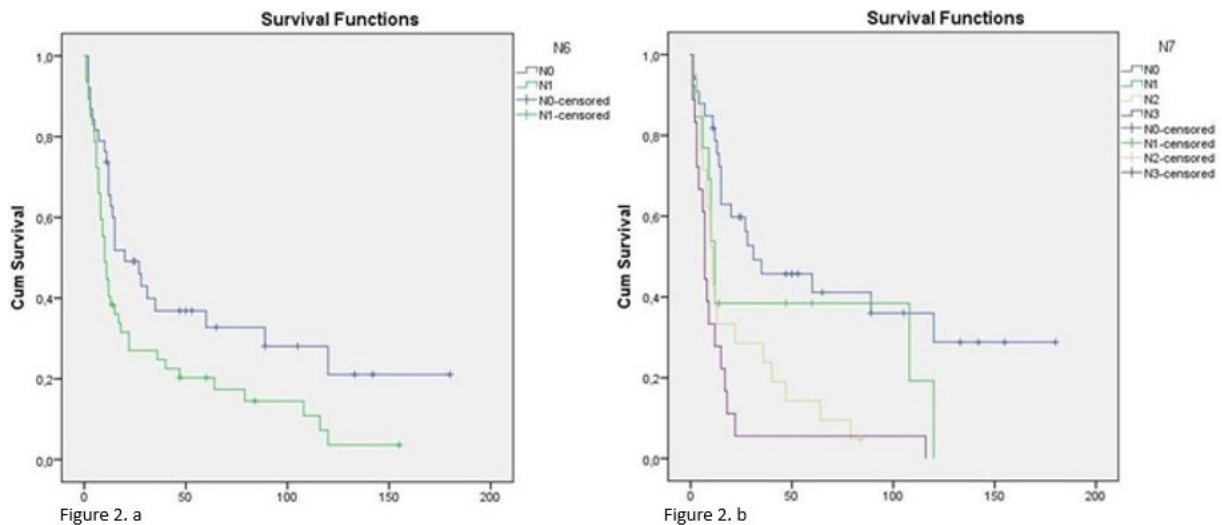 Survival Functions
N6
N0
N1
N0-censored
N1-censored
1,0
0,8
0,6
0,4
0,2
0,0
Cum Survival
0
50
100
150
200
Figure 2. a
Survival Functions
N7
N0
N1
N2
N3
N0-censored
N1-censored
N2-censored
N3-censored
1,0
0,8
0,6
0,4
0,2
0,0
Cum Survival
0
50
100
150
200
Figure 2. b